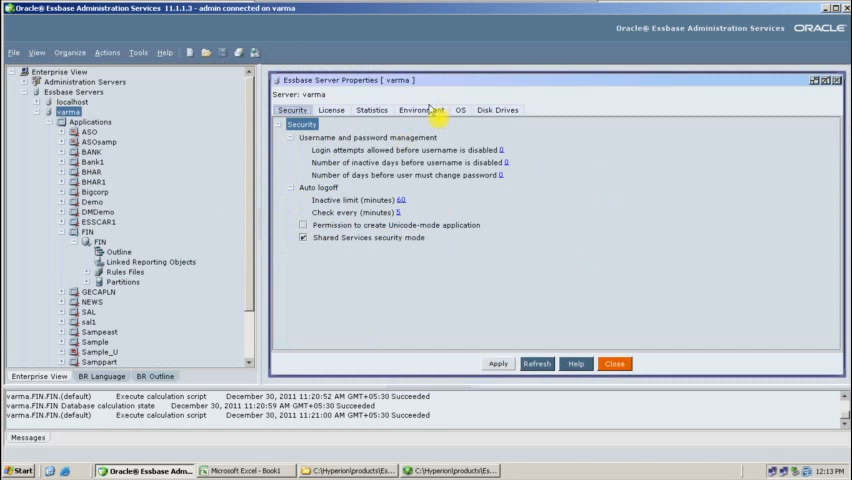 Oracle® Essbase Administration Services 11.1.1.3 - admin connected on varma
Oracle® Essbase Administration Services ORACLE
File View Organize Actions Tools Help
Enterprise View
Administration Servers
Essbase Servers
localhost
varma
Applications
ASO
ASOsamp
BANK
Bank1
BHAR
BHAR1
Bigcorp
Demo
DMDemo
ESSCAR1
FIN
FIN
Outline
Linked Reporting Objects
Rules Files
Partitions
GECAPLN
NEWS
SAL
sal1
Sampeast
Sample
Sample_U
Samppart
Enterprise View BR Language BR Outline
Essbase Server Properties [ varma ]
Server: varma
Security License Statistics Environment OS Disk Drives
Security
Username and password management
Login attempts allowed before username is disabled 0
Number of inactive days before username is disabled 0
Number of days before user must change password 0
Auto logoff
Inactive limit (minutes) 60
Check every (minutes) 5
Permission to create Unicode-mode application
Shared Services security mode
Apply Refresh Help Close
varma.FIN.FIN.(default) Execute calculation script December 30, 2011 11:20:52 AM GMT+05:30 Succeeded
varma.FIN.FIN Database calculation state December 30, 2011 11:20:59 AM GMT+05:30 Succeeded
varma.FIN.FIN.(default) Execute calculation script December 30, 2011 11:21:00 AM GMT+05:30 Succeeded
Messages
Start Oracle® Essbase Adm... Microsoft Excel - Book1 C:\Hyperion\products\Es... C:\Hyperion\products\Es... 12:13 PM